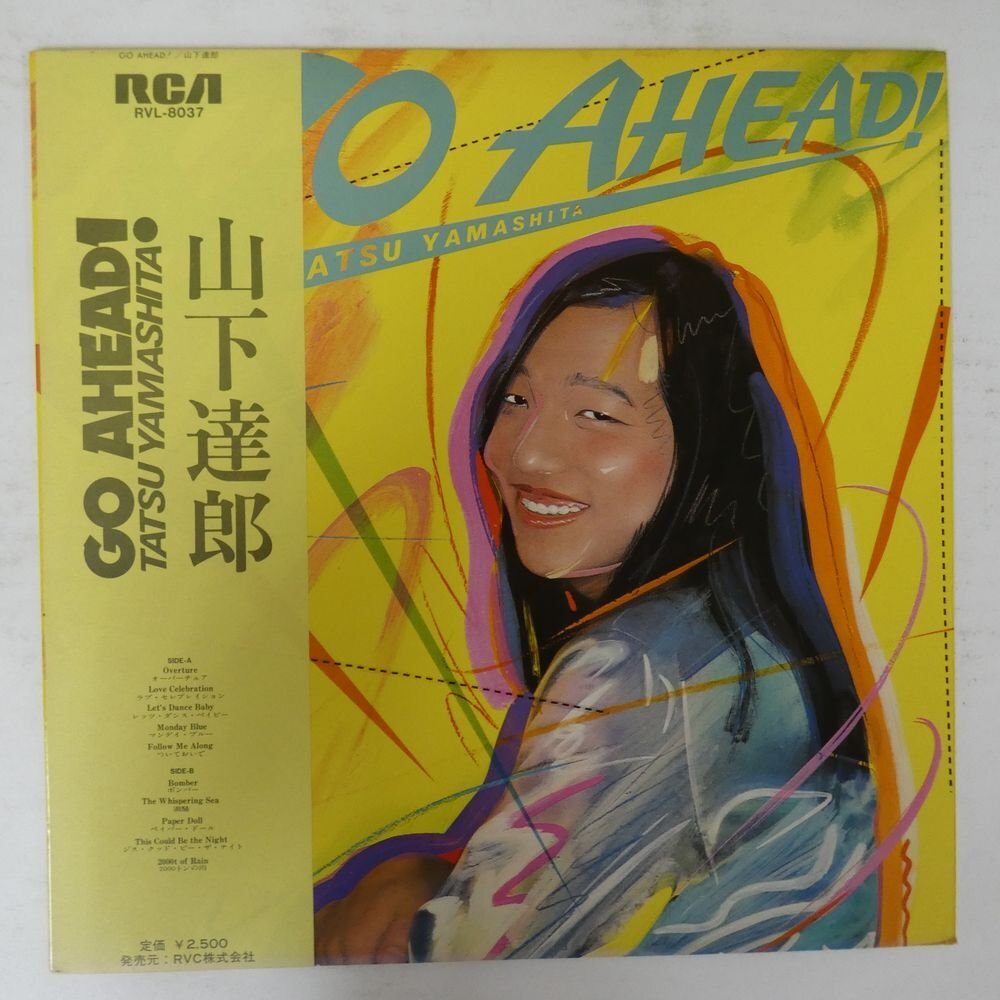 GO AHEAD! / 山下達郎
RCA
RVL-8037
GO AHEAD!
TATSU YAMASHITA
山下達郎
SIDE-A
Overture
オーバーチュア
Love Celebration
ラブ・セレブレイション
Let's Dance Baby
レッツ・ダンス・ベイビー
Monday Blue
マンデイ・ブルー
Follow Me Along
ついておいで
SIDE-B
Bomber
ボンバー
The Whispering Sea
潮騒
Paper Doll
ペイパー・ドール
This Could Be the Night
ジス・クッド・ビー・ザ・ナイト
2000t of Rain
2000トンの雨
定価 ¥2,500
発売元：RVC株式会社
O AHEAD!
ATSU YAMASHITA